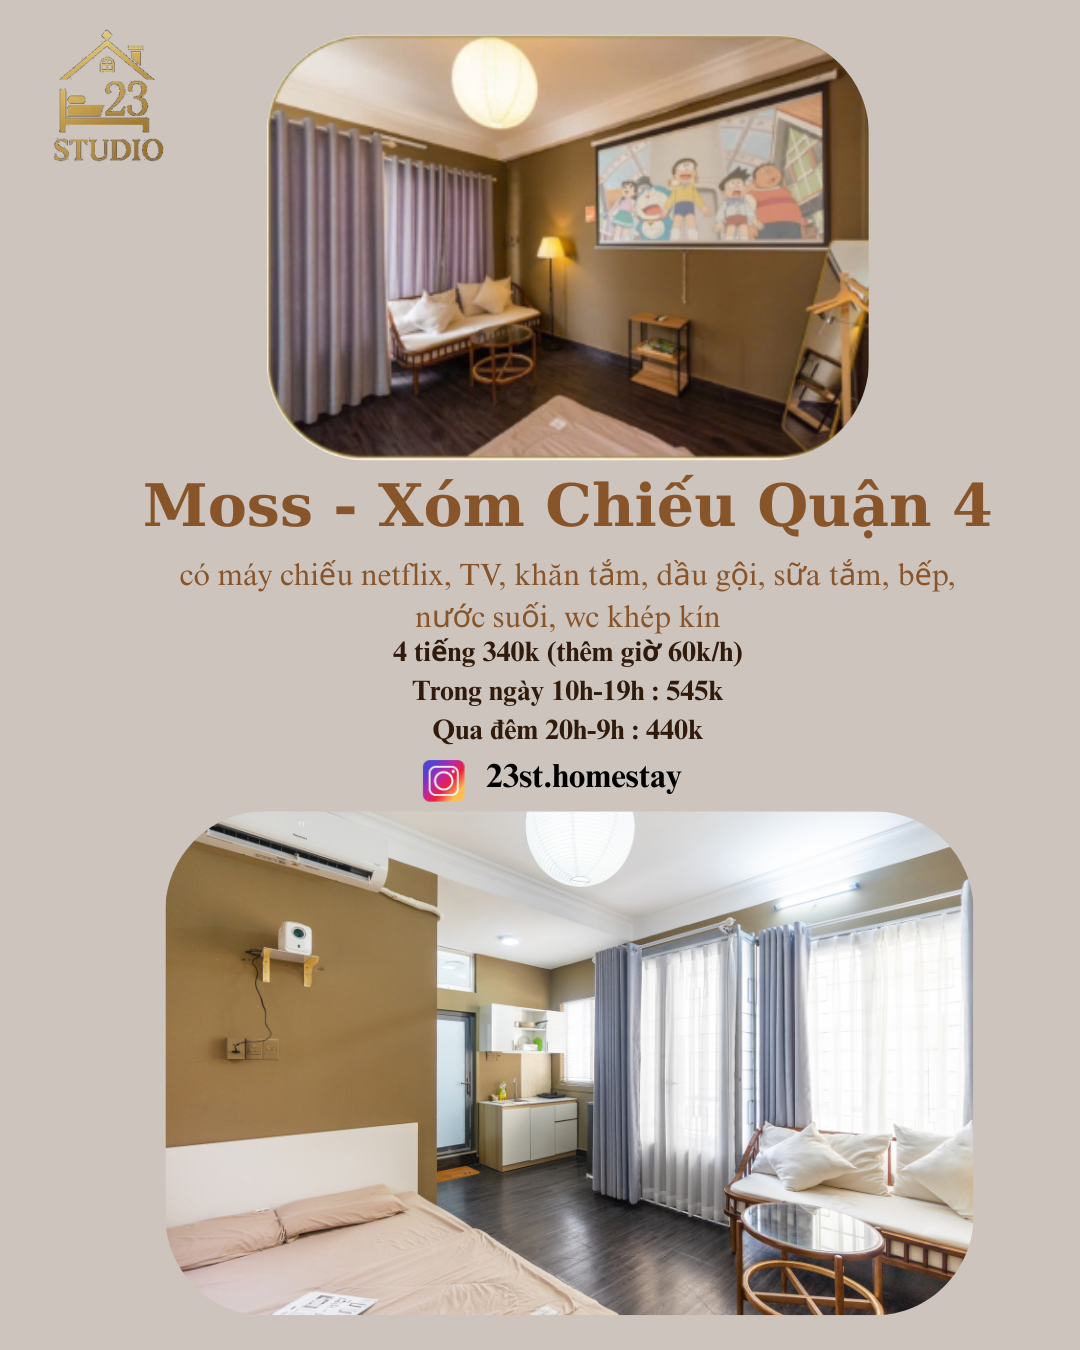 23
STUDIO
Moss - Xóm Chiếu Quận 4
có máy chiếu netflix, TV, khăn tắm, dầu gội, sữa tắm, bếp,
nước suối, wc khép kín
4 tiếng 340k (thêm giờ 60k/h)
Trong ngày 10h-19h : 545k
Qua đêm 20h-9h : 440k
23st.homestay